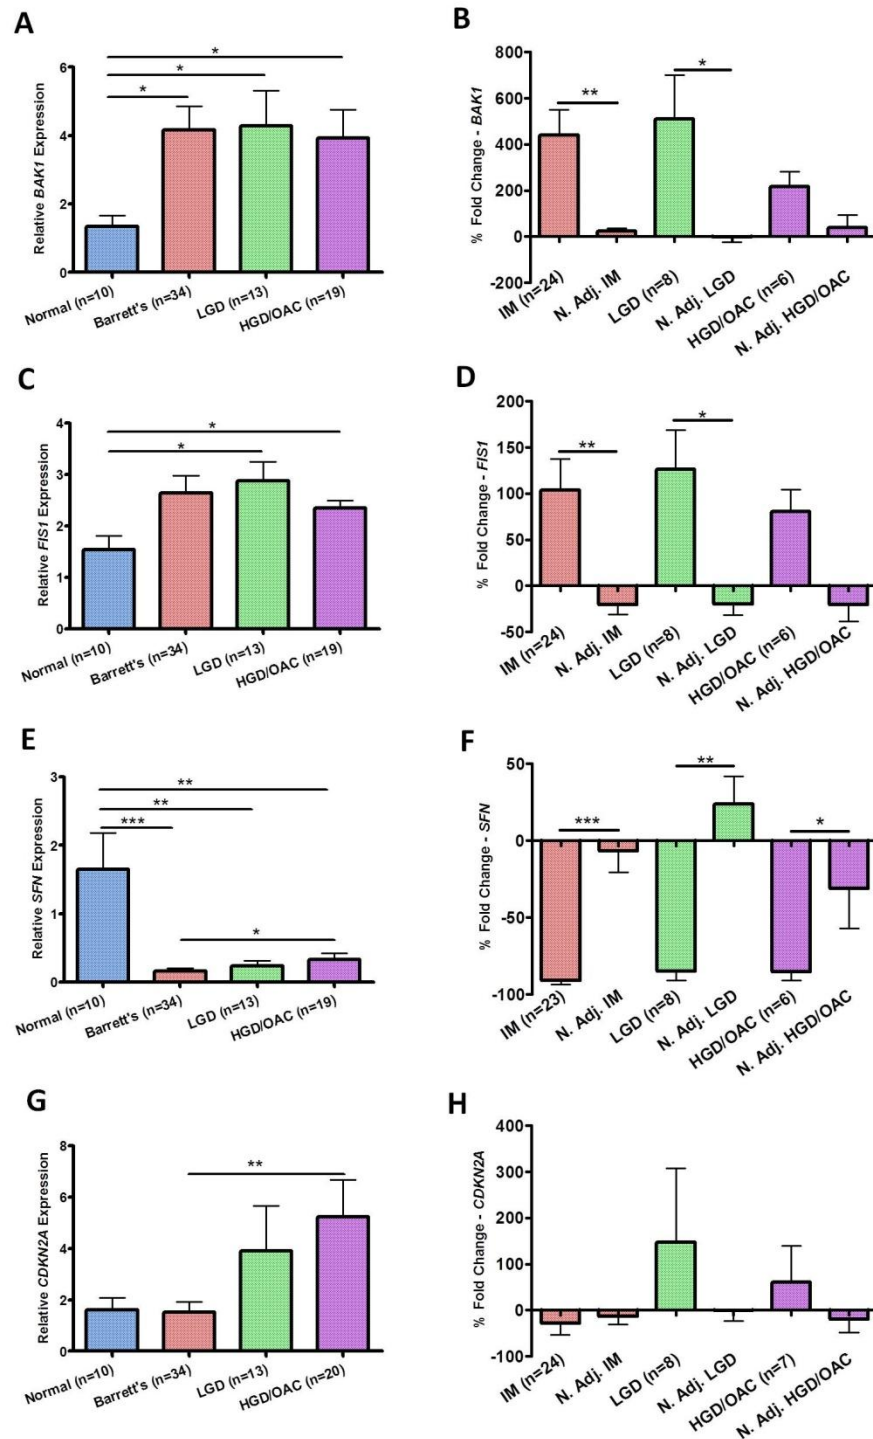 A
Relative BAK1 Expression
6
4
2
0
*
*
*
Normal (n=10)
Barrett's (n=34)
LGD (n=13)
HGD/OAC (n=19)
B
% Fold Change - BAK1
800
600
400
200
0
-200
**
*
IM (n=24)
N. Adj. IM
LGD (n=8)
N. Adj. LGD
HGD/OAC (n=6)
N. Adj. HGD/OAC
C
Relative FIS1 Expression
4
3
2
1
0
*
*
Normal (n=10)
Barrett's (n=34)
LGD (n=13)
HGD/OAC (n=19)
D
% Fold Change - FIS1
200
150
100
50
0
-50
**
*
IM (n=24)
N. Adj. IM
LGD (n=8)
N. Adj. LGD
HGD/OAC (n=6)
N. Adj. HGD/OAC
E
Relative SFN Expression
3
2
1
0
**
**
***
*
Normal (n=10)
Barrett's (n=34)
LGD (n=13)
HGD/OAC (n=19)
F
% Fold Change - SFN
50
0
-50
-100
***
**
*
IM (n=23)
N. Adj. IM
LGD (n=8)
N. Adj. LGD
HGD/OAC (n=6)
N. Adj. HGD/OAC
G
Relative CDKN2A Expression
8
6
4
2
0
**
Normal (n=10)
Barrett's (n=34)
LGD (n=13)
HGD/OAC (n=20)
H
% Fold Change - CDKN2A
400
300
200
100
0
-100
IM (n=24)
N. Adj. IM
LGD (n=8)
N. Adj. LGD
HGD/OAC (n=7)
N. Adj. HGD/OAC